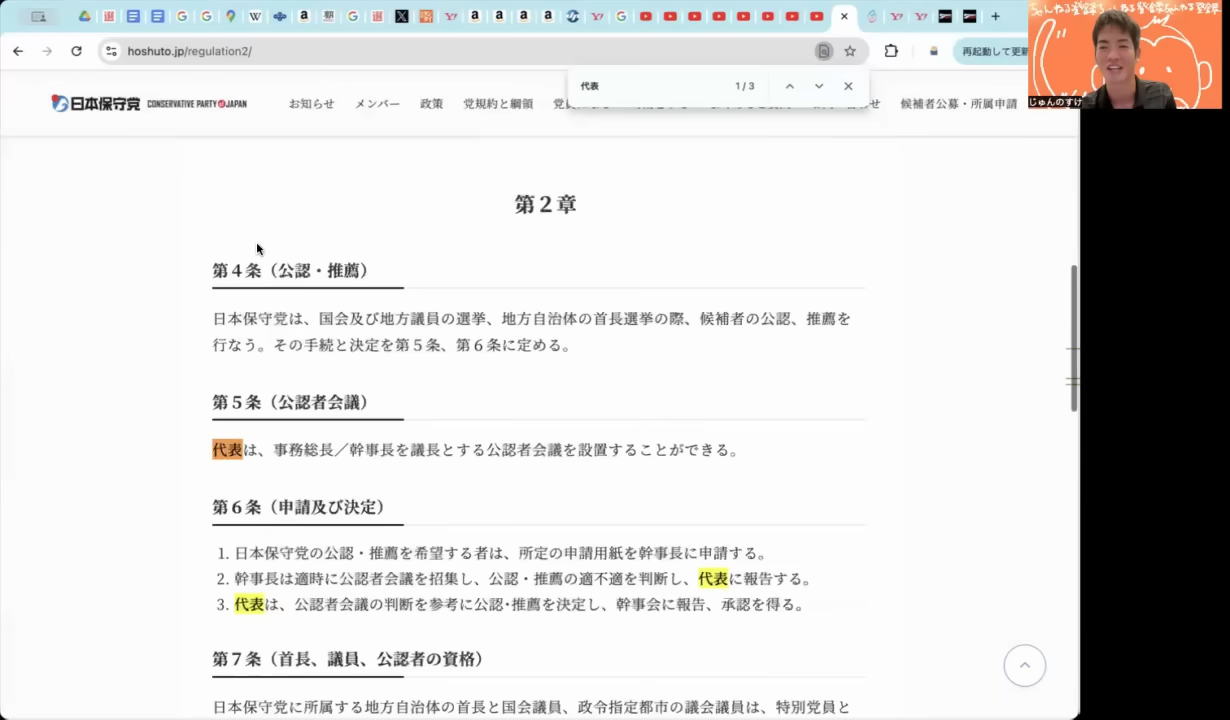 hoshuto.jp/regulation2/
再起動して更新
代表
1/3
日本保守党 CONSERVATIVE PARTY OF JAPAN
お知らせ
メンバー
政策
党規約と綱領
候補者公募・所属申請
じゅんのすけ
第２章
第４条（公認・推薦）
日本保守党は、国会及び地方議員の選挙、地方自治体の首長選挙の際、候補者の公認、推薦を
行なう。その手続と決定を第５条、第６条に定める。
第５条（公認者会議）
代表は、事務総長／幹事長を議長とする公認者会議を設置することができる。
第６条（申請及び決定）
1. 日本保守党の公認・推薦を希望する者は、所定の申請用紙を幹事長に申請する。
2. 幹事長は適時に公認者会議を招集し、公認・推薦の適不適を判断し、代表に報告する。
3. 代表は、公認者会議の判断を参考に公認・推薦を決定し、幹事会に報告、承認を得る。
第７条（首長、議員、公認者の資格）
日本保守党に所属する地方自治体の首長と国会議員、政令指定都市の議会議員は、特別党員と